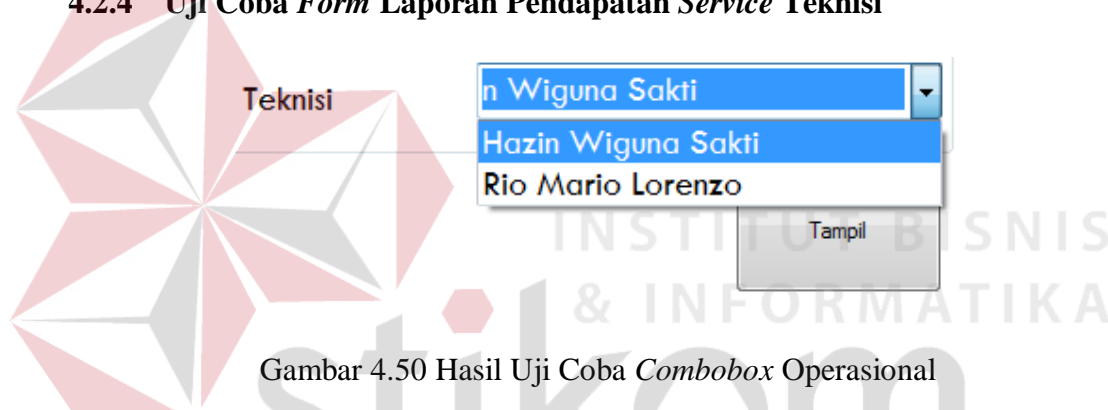 4.2.4 Uji Coba Form Laporan Pendapatan Service Teknisi
Teknisi
n Wiguna Sakti
Hazin Wiguna Sakti
Rio Mario Lorenzo
Tampil
INSTITUT BISNIS
& INFORMATIKA
stikom
Gambar 4.50 Hasil Uji Coba Combobox Operasional